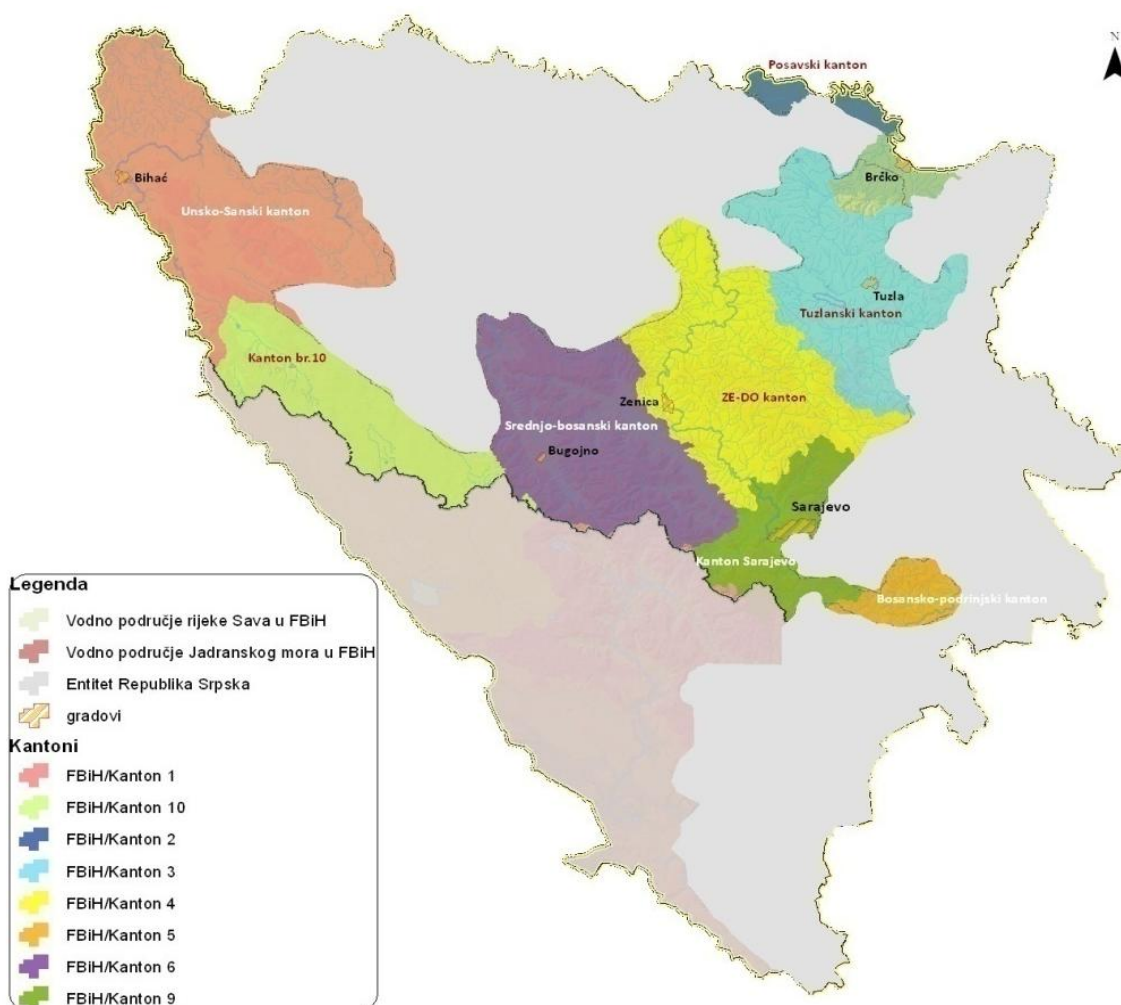 N
Posavski kanton
Bihać
Brčko
Unsko-Sanski kanton
Tuzla
Tuzlanski kanton
Kanton br.10
Zenica
ZE-DO kanton
Srednjo-bosanski kanton
Bugojno
Sarajevo
Kanton Sarajevo
Bosansko-podrinjski kanton
Legenda
Vodno područje rijeke Sava u FBiH
Vodno područje Jadranskog mora u FBiH
Entitet Republika Srpska
gradovi
Kantoni
FBiH/Kanton 1
FBiH/Kanton 10
FBiH/Kanton 2
FBiH/Kanton 3
FBiH/Kanton 4
FBiH/Kanton 5
FBiH/Kanton 6
FBiH/Kanton 9